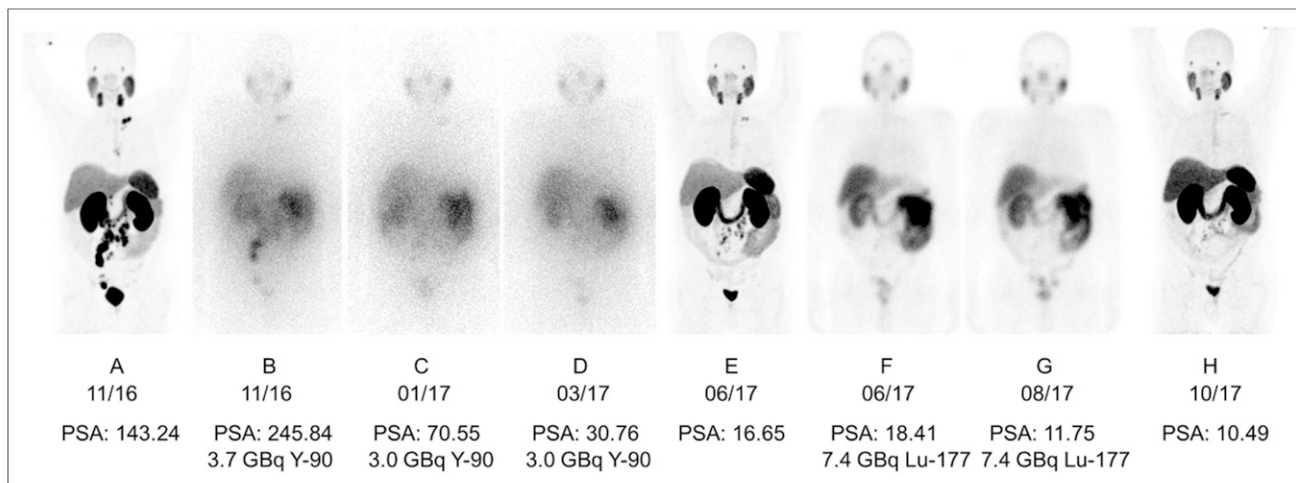 A B C D E F G H
11/16 11/16 01/17 03/17 06/17 06/17 08/17 10/17
PSA: 143.24 PSA: 245.84 PSA: 70.55 PSA: 30.76 PSA: 16.65 PSA: 18.41 PSA: 11.75 PSA: 10.49
3.7 GBq Y-90 3.0 GBq Y-90 3.0 GBq Y-90 7.4 GBq Lu-177 7.4 GBq Lu-177